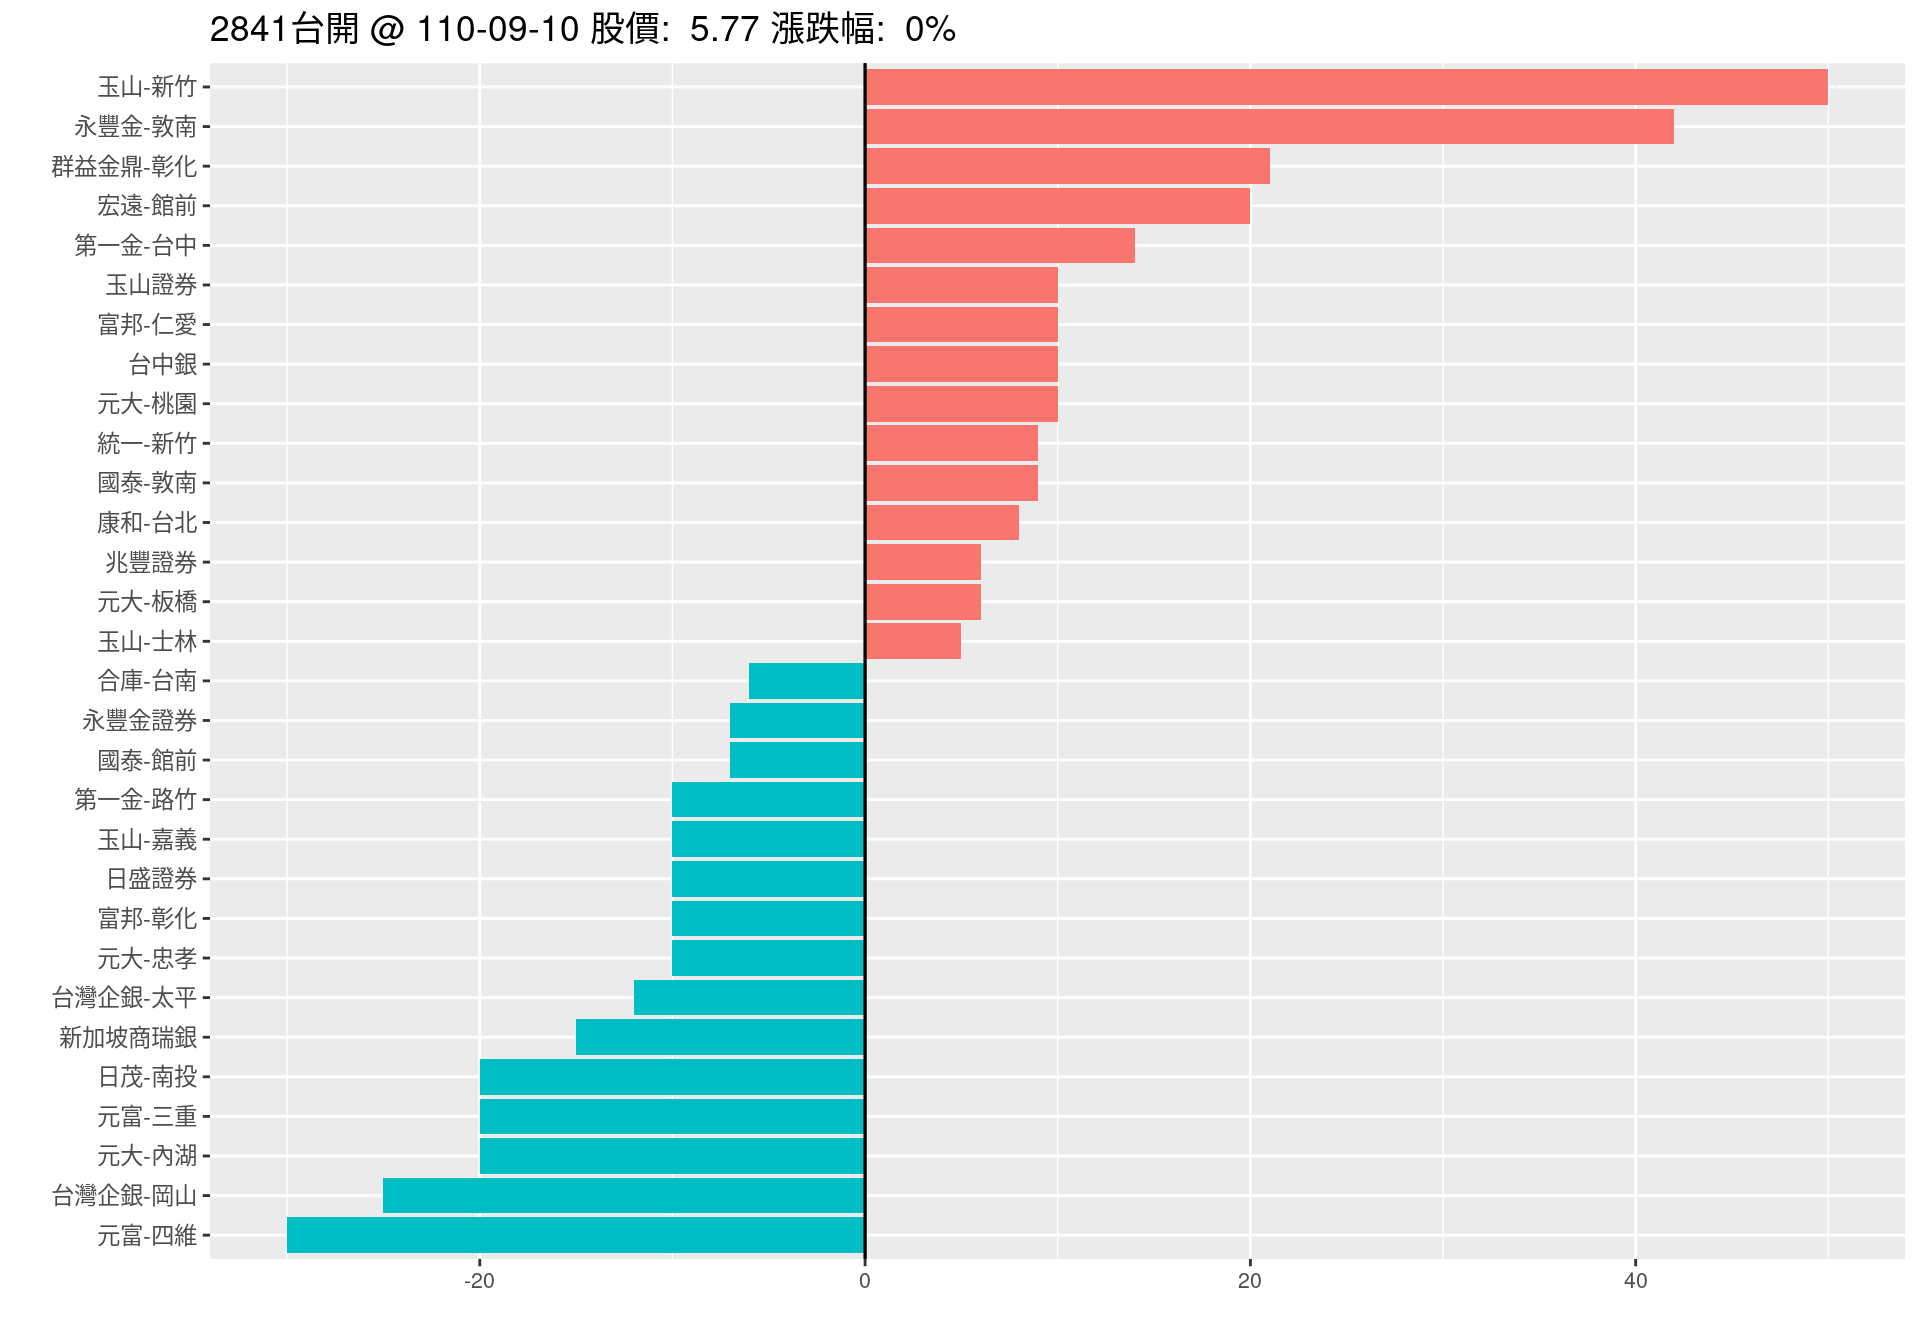 2841台開 @ 110-09-10 股價:  5.77 漲跌幅:  0%
玉山-新竹
永豐金-敦南
群益金鼎-彰化
宏遠-館前
第一金-台中
玉山證券
富邦-仁愛
台中銀
元大-桃園
統一-新竹
國泰-敦南
康和-台北
兆豐證券
元大-板橋
玉山-士林
合庫-台南
永豐金證券
國泰-館前
第一金-路竹
玉山-嘉義
日盛證券
富邦-彰化
元大-忠孝
台灣企銀-太平
新加坡商瑞銀
日茂-南投
元富-三重
元大-內湖
台灣企銀-岡山
元富-四維
-20 0 20 40